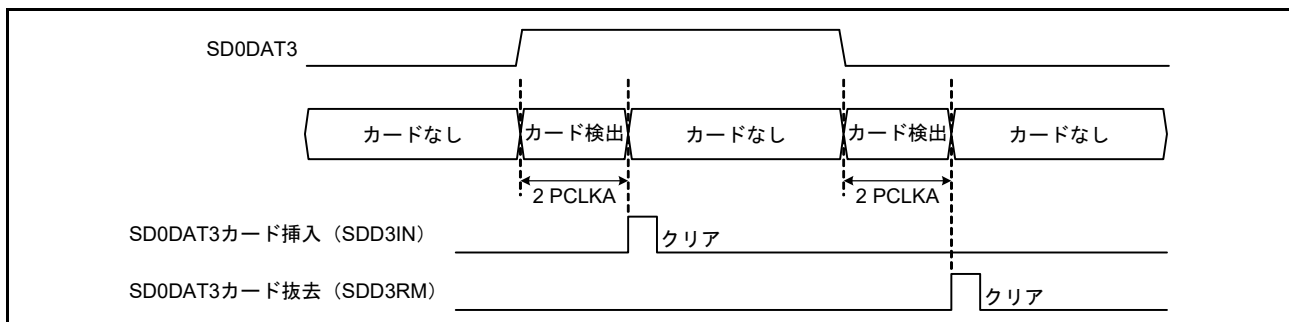 SD0DAT3
カードなし カード検出 カードなし カード検出 カードなし
2 PCLKA 2 PCLKA
SD0DAT3カード挿入（SDD3IN） クリア
SD0DAT3カード抜去（SDD3RM） クリア